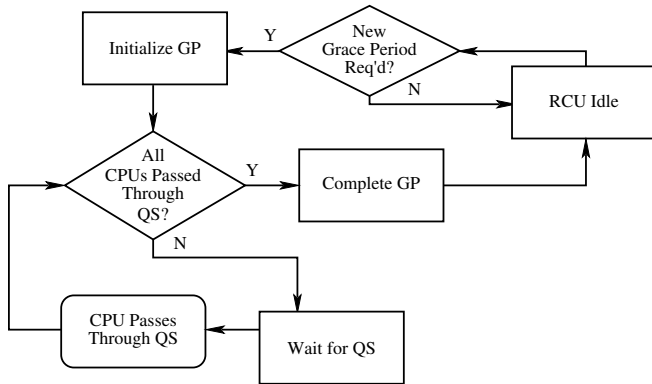 Initialize GP
Y
New
Grace Period
Req'd?
N
RCU Idle
All
CPUs Passed
Through
QS?
Y
Complete GP
N
CPU Passes
Through QS
Wait for QS